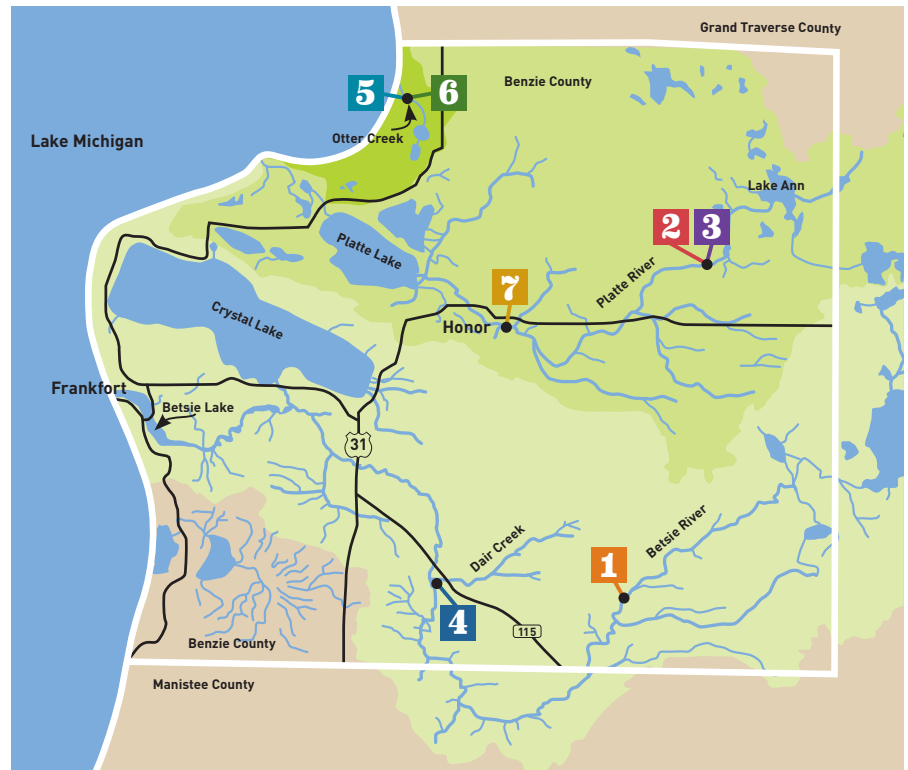 Grand Traverse County
Benzie County
5
6
Otter Creek
Lake Michigan
Lake Ann
2
3
Platte Lake
Platte River
7
Crystal Lake
Honor
Frankfort
Betsie Lake
31
Betsie River
Dair Creek
1
4
115
Benzie County
Manistee County